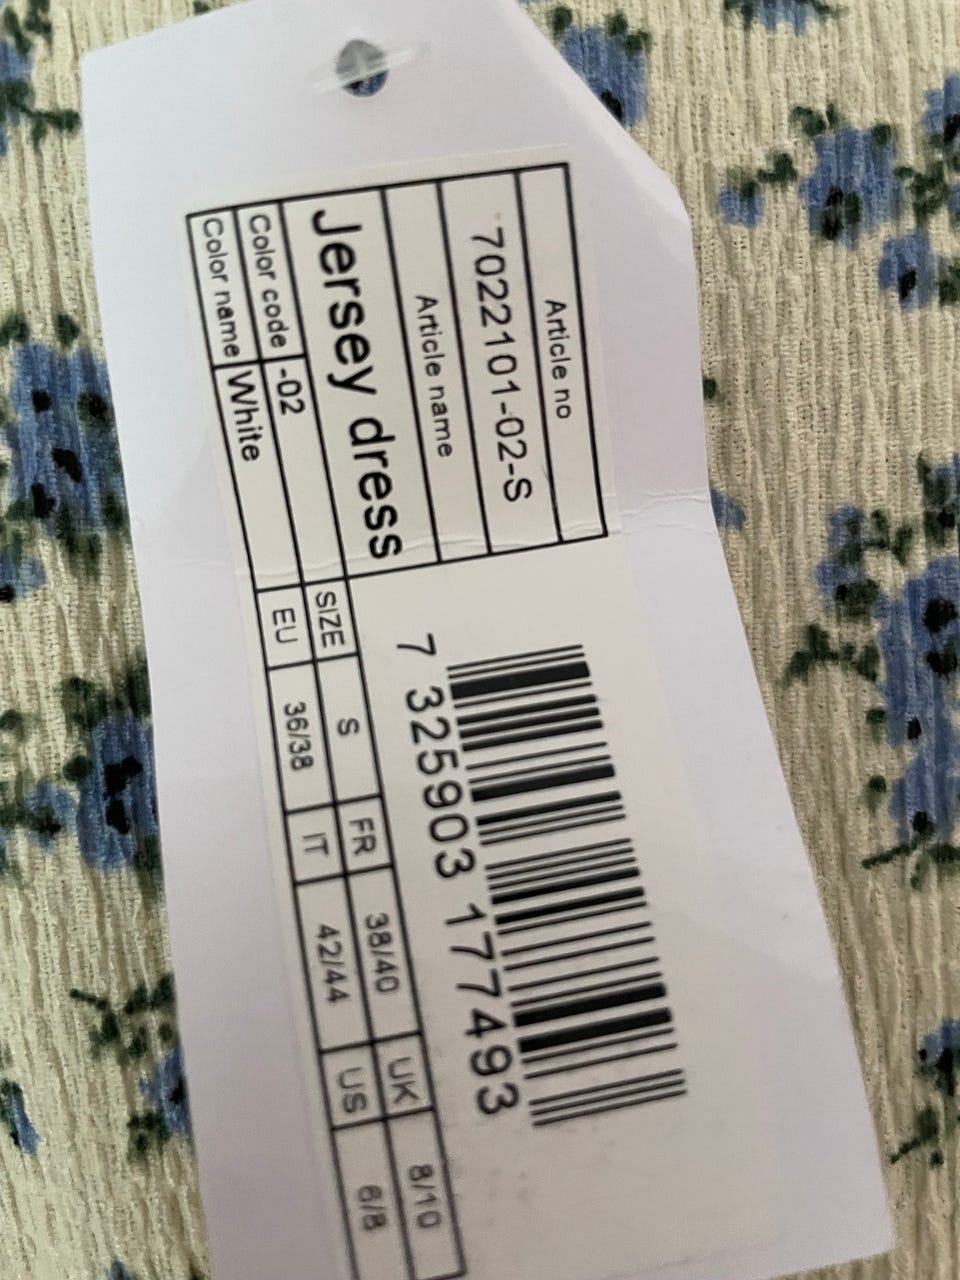 Article no
7022101-02-S
Article name
Jersey dress
Color code -02
Color name White
7 325903 177493
SIZE S FR 38/40 UK 8/10
EU 36/38 IT 42/44 US 6/8